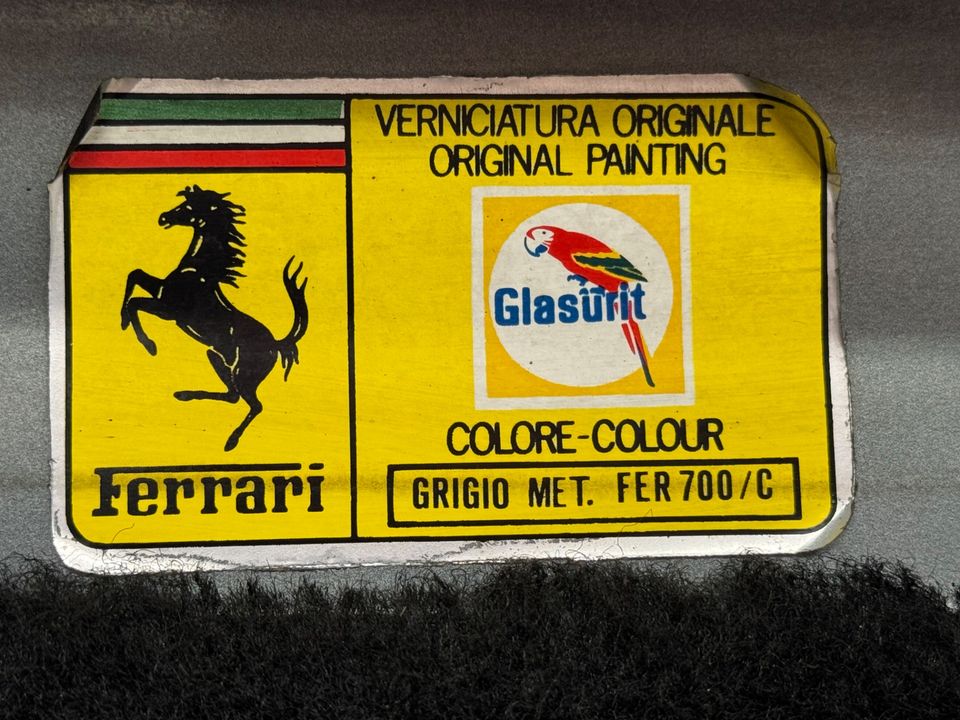 VERNICIATURA ORIGINALE
ORIGINAL PAINTING
Glasurit
COLORE-COLOUR
GRIGIO MET. FER 700/C
Ferrari